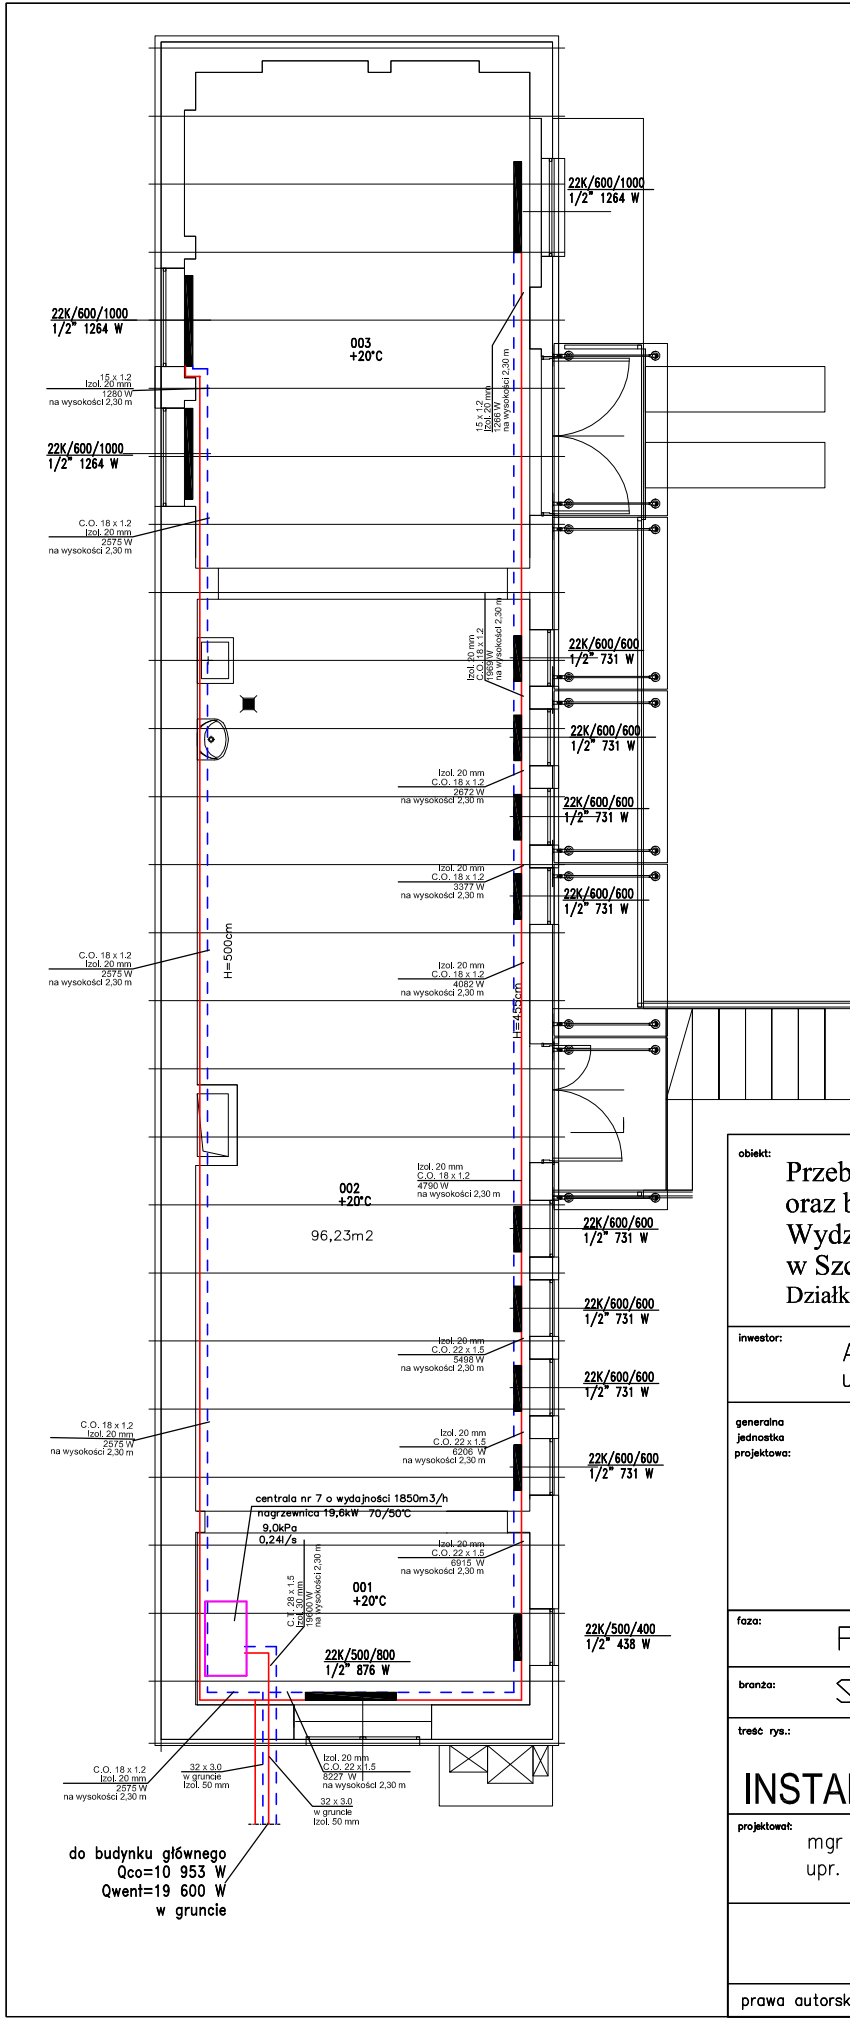 22K/600/1000
1/2" 1264 W
22K/600/1000
1/2" 1264 W
003
+20°C
15 x 1.2
Izol. 20 mm
1266 W
na wysokości 2,30 m
15 x 1.2
Izol. 20 mm
1280 W
na wysokości 2,30 m
22K/600/1000
1/2" 1264 W
C.O. 18 x 1.2
Izol. 20 mm
2575 W
na wysokości 2,30 m
Izol. 20 mm
C.O. 18 x 1.2
1969 W
na wysokości 2,30 m
22K/600/600
1/2" 731 W
22K/600/600
1/2" 731 W
Izol. 20 mm
C.O. 18 x 1.2
2672 W
na wysokości 2,30 m
22K/600/600
1/2" 731 W
Izol. 20 mm
C.O. 18 x 1.2
3377 W
na wysokości 2,30 m
22K/600/600
1/2" 731 W
H=500cm
C.O. 18 x 1.2
Izol. 20 mm
2575 W
na wysokości 2,30 m
Izol. 20 mm
C.O. 18 x 1.2
4082 W
na wysokości 2,30 m
H=455cm
Izol. 20 mm
C.O. 18 x 1.2
4790 W
na wysokości 2,30 m
002
+20°C
96,23m2
22K/600/600
1/2" 731 W
22K/600/600
1/2" 731 W
Izol. 20 mm
C.O. 22 x 1.5
5498 W
na wysokości 2,30 m
22K/600/600
1/2" 731 W
C.O. 18 x 1.2
Izol. 20 mm
2575 W
na wysokości 2,30 m
Izol. 20 mm
C.O. 22 x 1.5
6206 W
na wysokości 2,30 m
22K/600/600
1/2" 731 W
centrala nr 7 o wydajności 1850m3/h
nagrzewnica 19,6kW 70/50°C
9,0kPa
0,24l/s
Izol. 20 mm
C.O. 22 x 1.5
6915 W
na wysokości 2,30 m
C.T. 28 x 1.5
Izol. 30 mm
19600 W
na wysokości 2,30 m
001
+20°C
22K/500/400
1/2" 438 W
22K/500/800
1/2" 876 W
C.O. 18 x 1.2
Izol. 20 mm
2575 W
na wysokości 2,30 m
32 x 3.0
w gruncie
Izol. 50 mm
Izol. 20 mm
C.O. 22 x 1.5
8227 W
na wysokości 2,30 m
32 x 3.0
w gruncie
Izol. 50 mm
do budynku głównego
Qco=10 953 W
Qwent=19 600 W
w gruncie
obiekt:
Przeb
oraz b
Wydz
w Szc
Działk
inwestor:
A
u
generalna
jednostka
projektowa:
faza:
P
branża:
S
treść rys.:
INSTAL
projektował:
mgr
upr.
prawa autorsk